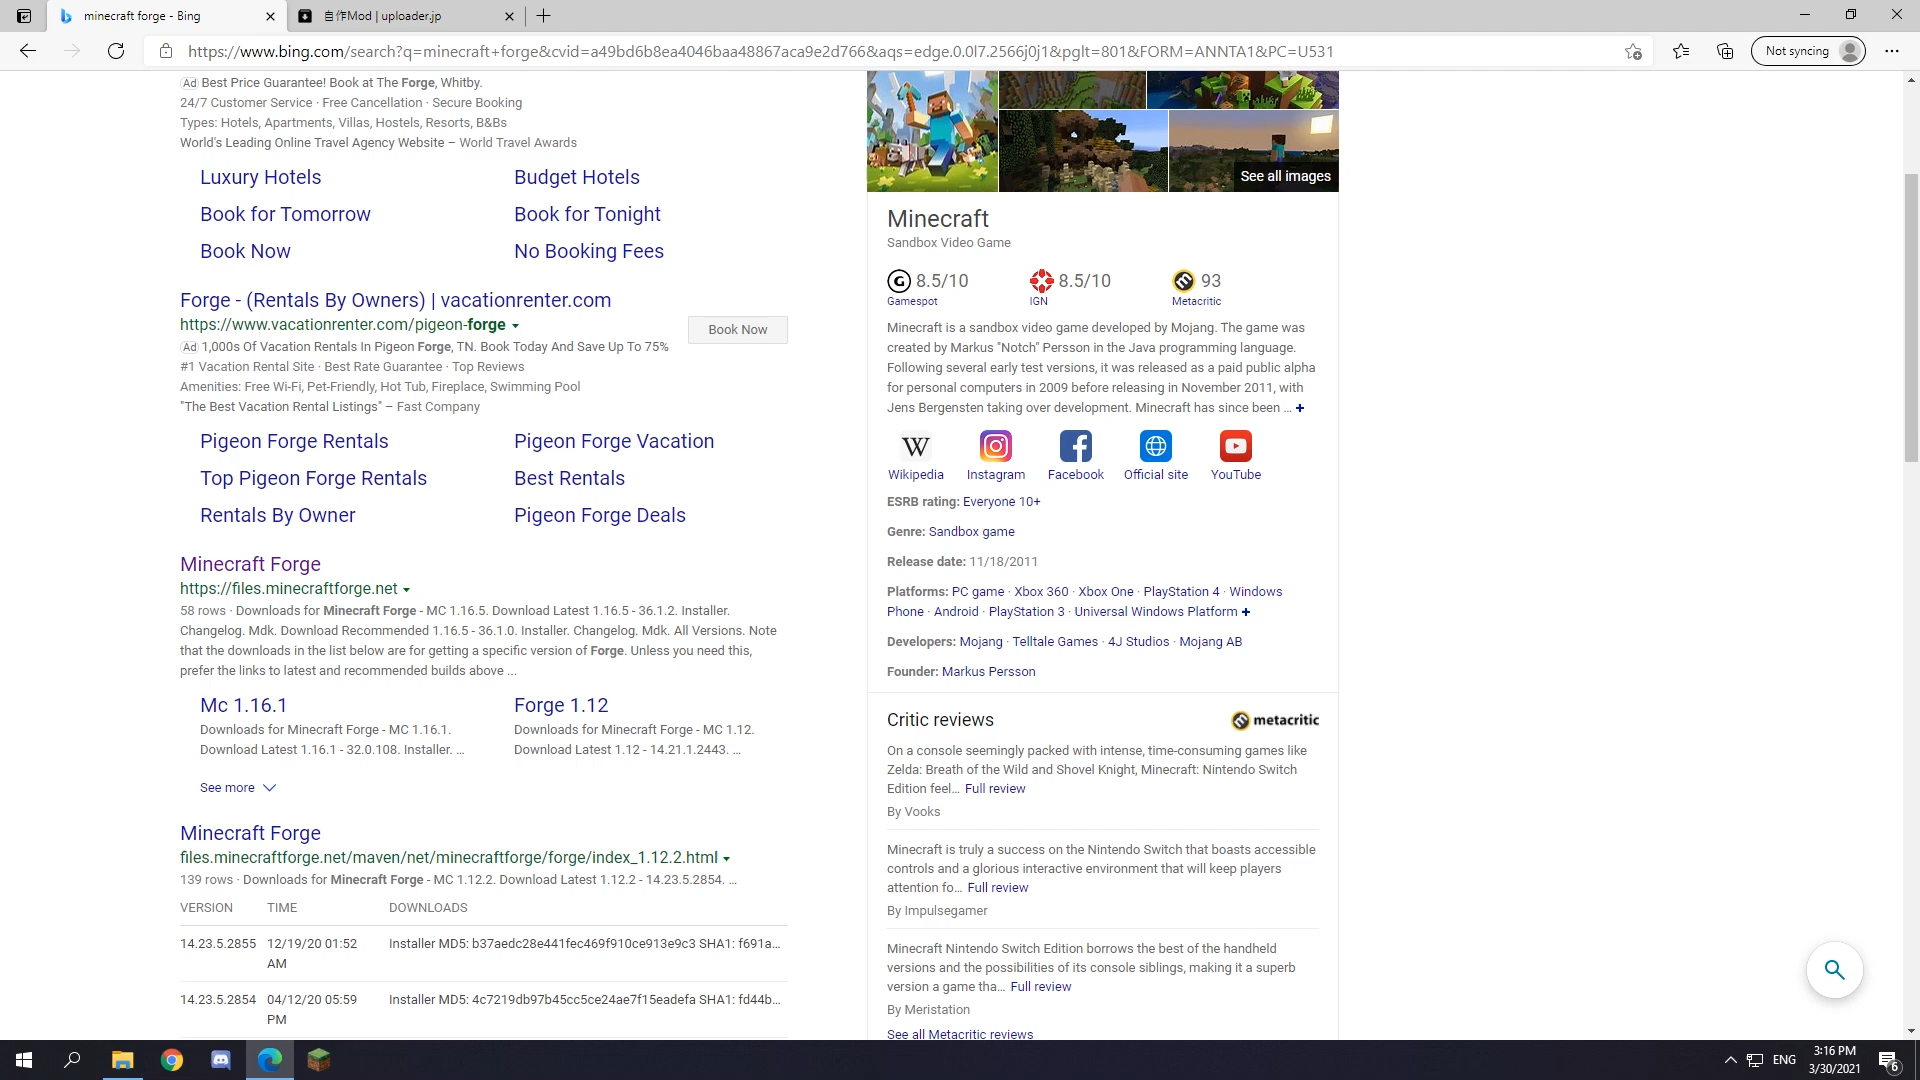 minecraft forge - Bing
自作Mod | uploader.jp
https://www.bing.com/search?q=minecraft+forge&cvid=a49bd6b8ea4046baa48867aca9e2d766&aqs=edge.0.0l7.2566j0j1&pglt=801&FORM=ANNTA1&PC=U531
Not syncing
Ad Best Price Guarantee! Book at The Forge, Whitby.
24/7 Customer Service · Free Cancellation · Secure Booking
Types: Hotels, Apartments, Villas, Hostels, Resorts, B&Bs
World's Leading Online Travel Agency Website – World Travel Awards
Luxury Hotels
Budget Hotels
Book for Tomorrow
Book for Tonight
Book Now
No Booking Fees
Forge - (Rentals By Owners) | vacationrenter.com
https://www.vacationrenter.com/pigeon-forge
Book Now
Ad 1,000s Of Vacation Rentals In Pigeon Forge, TN. Book Today And Save Up To 75%
#1 Vacation Rental Site · Best Rate Guarantee · Top Reviews
Amenities: Free Wi-Fi, Pet-Friendly, Hot Tub, Fireplace, Swimming Pool
"The Best Vacation Rental Listings" – Fast Company
Pigeon Forge Rentals
Pigeon Forge Vacation
Top Pigeon Forge Rentals
Best Rentals
Rentals By Owner
Pigeon Forge Deals
Minecraft Forge
https://files.minecraftforge.net
58 rows · Downloads for Minecraft Forge - MC 1.16.5. Download Latest 1.16.5 - 36.1.2. Installer.
Changelog. Mdk. Download Recommended 1.16.5 - 36.1.0. Installer. Changelog. Mdk. All Versions. Note
that the downloads in the list below are for getting a specific version of Forge. Unless you need this,
prefer the links to latest and recommended builds above ...
Mc 1.16.1
Downloads for Minecraft Forge - MC 1.16.1.
Download Latest 1.16.1 - 32.0.108. Installer. ...
Forge 1.12
Downloads for Minecraft Forge - MC 1.12.
Download Latest 1.12 - 14.21.1.2443. ...
See more
Minecraft Forge
files.minecraftforge.net/maven/net/minecraftforge/forge/index_1.12.2.html
139 rows · Downloads for Minecraft Forge - MC 1.12.2. Download Latest 1.12.2 - 14.23.5.2854. ...
VERSION TIME DOWNLOADS
14.23.5.2855 12/19/20 01:52 Installer MD5: b37aedc28e441fec469f910ce913e9c3 SHA1: f691a...
AM
14.23.5.2854 04/12/20 05:59 Installer MD5: 4c7219db97b45cc5ce24ae7f15eadefa SHA1: fd44b...
PM
See all images
Minecraft
Sandbox Video Game
G 8.5/10
Gamespot
8.5/10
IGN
93
Metacritic
Minecraft is a sandbox video game developed by Mojang. The game was
created by Markus "Notch" Persson in the Java programming language.
Following several early test versions, it was released as a paid public alpha
for personal computers in 2009 before releasing in November 2011, with
Jens Bergensten taking over development. Minecraft has since been ... +
W
Wikipedia
Instagram
Facebook
Official site
YouTube
ESRB rating: Everyone 10+
Genre: Sandbox game
Release date: 11/18/2011
Platforms: PC game · Xbox 360 · Xbox One · PlayStation 4 · Windows
Phone · Android · PlayStation 3 · Universal Windows Platform +
Developers: Mojang · Telltale Games · 4J Studios · Mojang AB
Founder: Markus Persson
Critic reviews
metacritic
On a console seemingly packed with intense, time-consuming games like
Zelda: Breath of the Wild and Shovel Knight, Minecraft: Nintendo Switch
Edition feel... Full review
By Vooks
Minecraft is truly a success on the Nintendo Switch that boasts accessible
controls and a glorious interactive environment that will keep players
attention fo... Full review
By Impulsegamer
Minecraft Nintendo Switch Edition borrows the best of the handheld
versions and the possibilities of its console siblings, making it a superb
version a game tha... Full review
By Meristation
See all Metacritic reviews
ENG
3:16 PM
3/30/2021
6